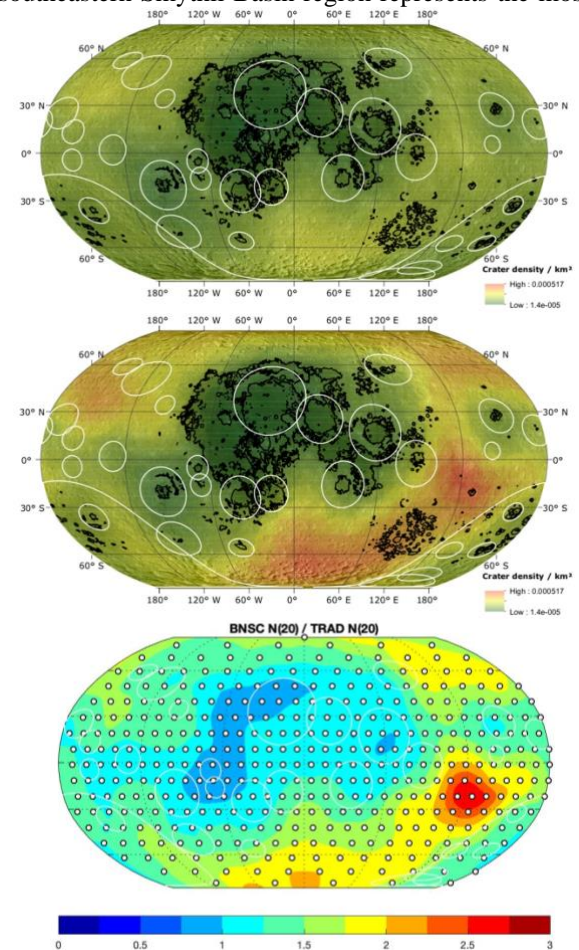 southeastern Smythii Basin region represents the mos
180° 120° W 60° W 0° 60° E 120° E 180°
60° N 60° N
30° N 30° N
0° 0°
30° S 30° S
60° S 60° S
Crater density / km²
High : 0.000517
Low : 1.4e-005
180° 120° W 60° W 0° 60° E 120° E 180°
180° 120° W 60° W 0° 60° E 120° E 180°
60° N 60° N
30° N 30° N
0° 0°
30° S 30° S
60° S 60° S
Crater density / km²
High : 0.000517
Low : 1.4e-005
180° 120° W 60° W 0° 60° E 120° E 180°
BNSC N(20) / TRAD N(20)
0 0.5 1 1.5 2 2.5 3